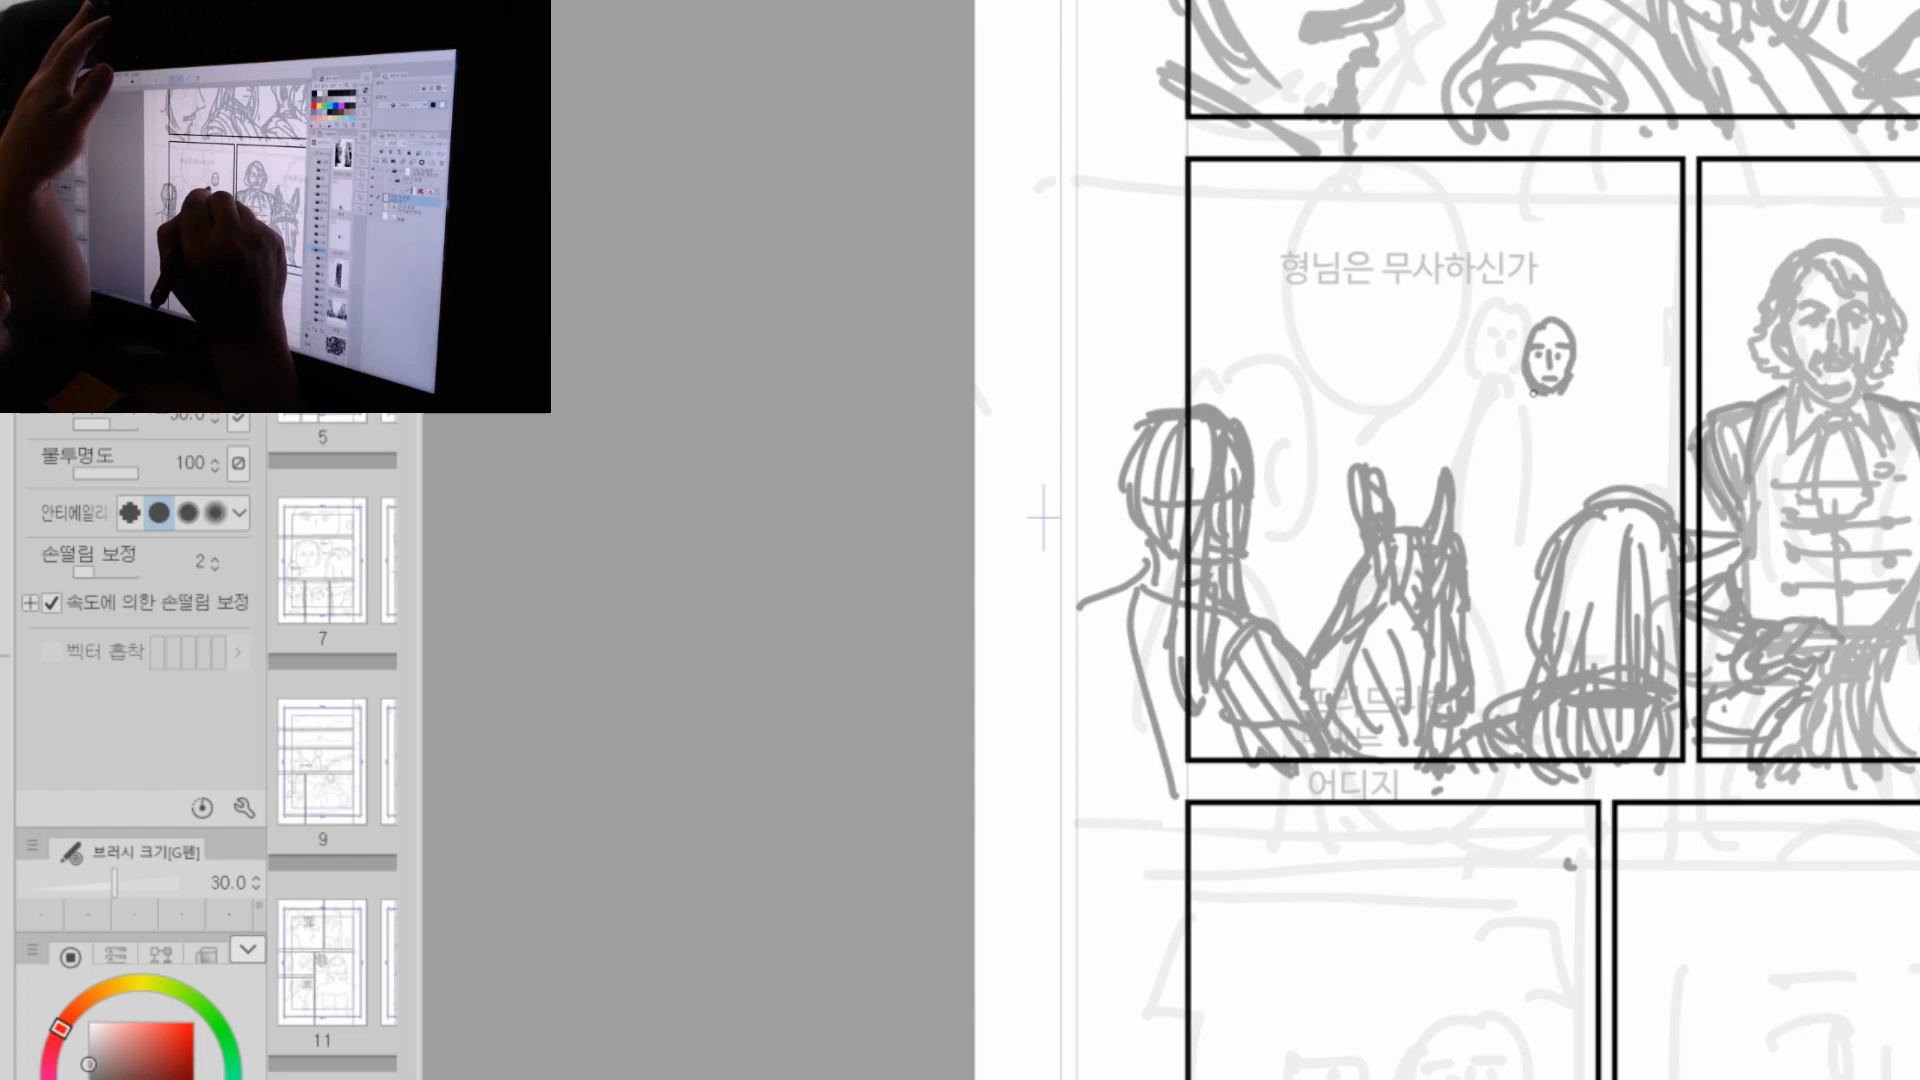 5
불투명도 100
안티에일리
손떨림 보정 2
속도에 의한 손떨림 보정
벡터 흡착
브러시 크기[G펜]
30.0
7
9
11
형님은 무사하신가
어디지